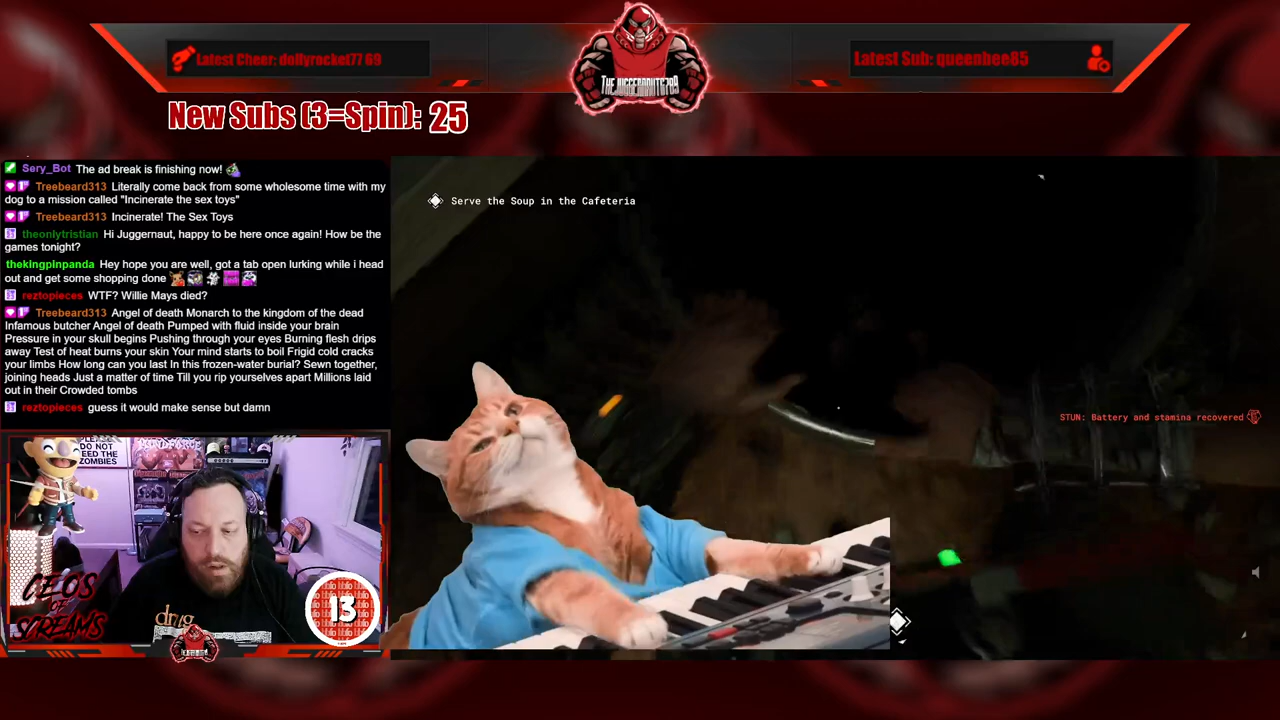 Latest Cheer: dollyrocket77 69
THEJUGGERNAUT6789
Latest Sub: queenbee85
New Subs (3=Spin): 25
Sery_Bot The ad break is finishing now!
Treebeard313 Literally come back from some wholesome time with my
dog to a mission called "Incinerate the sex toys"
Treebeard313 Incinerate! The Sex Toys
theonlytristian Hi Juggernaut, happy to be here once again! How be the
games tonight?
thekingpinpanda Hey hope you are well, got a tab open lurking while i head
out and get some shopping done
reztopieces WTF? Willie Mays died?
Treebeard313 Angel of death Monarch to the kingdom of the dead
Infamous butcher Angel of death Pumped with fluid inside your brain
Pressure in your skull begins Pushing through your eyes Burning flesh drips
away Test of heat burns your skin Your mind starts to boil Frigid cold cracks
your limbs How long can you last In this frozen-water burial? Sewn together,
joining heads Just a matter of time Till you rip yourselves apart Millions laid
out in their Crowded tombs
reztopieces guess it would make sense but damn
Serve the Soup in the Cafeteria
STUN: Battery and stamina recovered
DO NOT
FEED THE
ZOMBIES
CEOS
OF
STREAMS
13